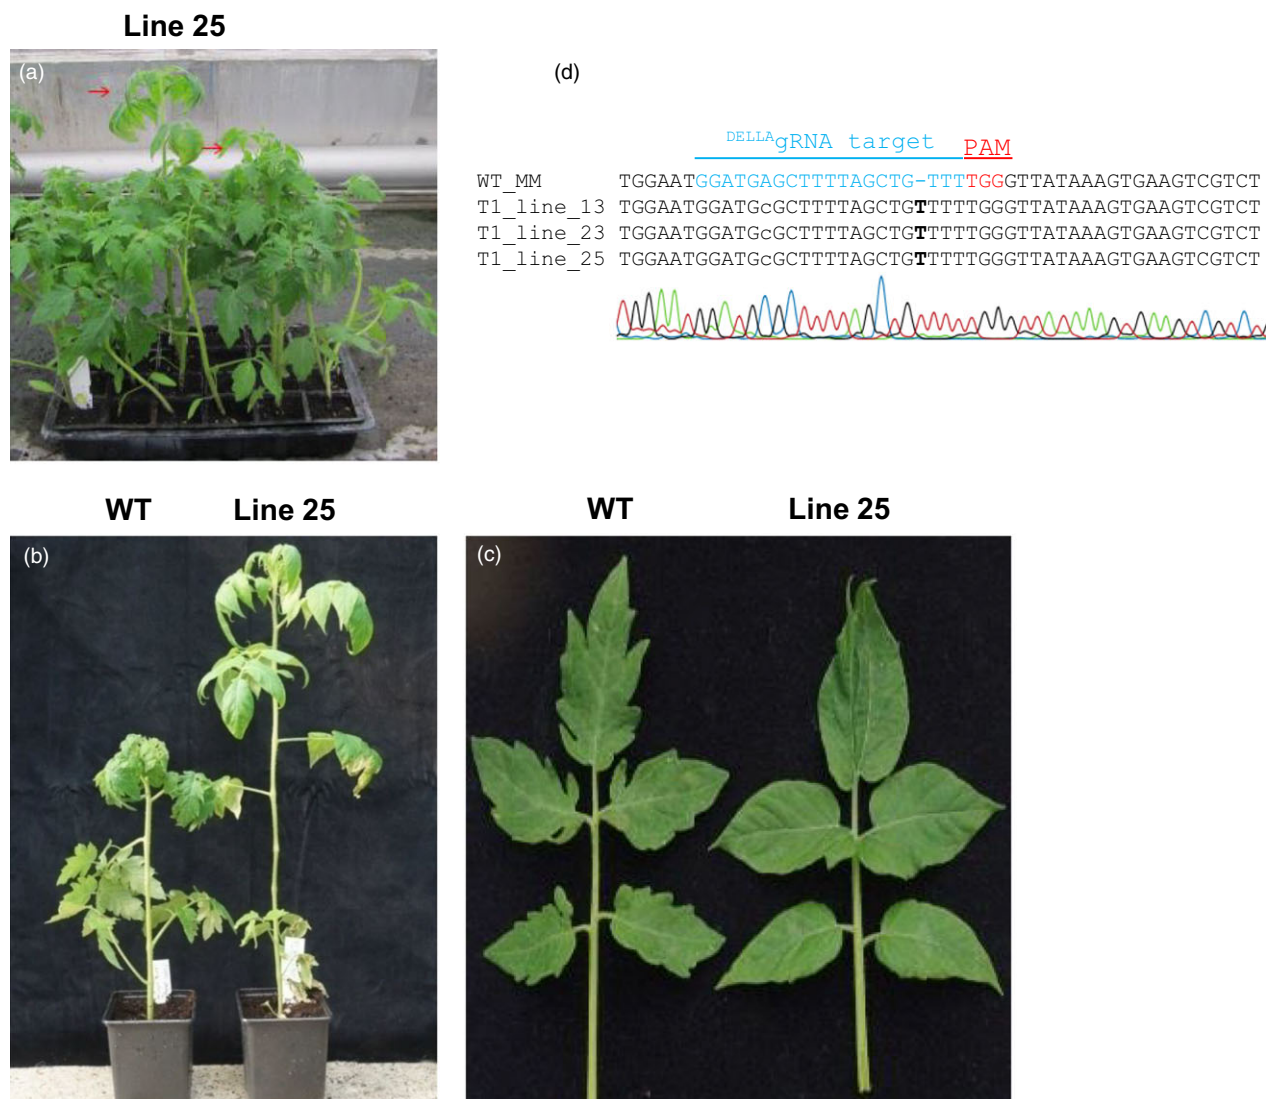 Line 25
(a)
(d)
DELLAgRNA target PAM
WT_MM TGGAATGGATGAGCTTTTAGCTG-TTTTGGGTTATAAAGTGAAGTCGTCT
T1_line_13 TGGAATGGATGcGCTTTTAGCTGTTTTTGGGTTATAAAGTGAAGTCGTCT
T1_line_23 TGGAATGGATGcGCTTTTAGCTGTTTTTGGGTTATAAAGTGAAGTCGTCT
T1_line_25 TGGAATGGATGcGCTTTTAGCTGTTTTTGGGTTATAAAGTGAAGTCGTCT
WT Line 25
(b)
WT Line 25
(c)